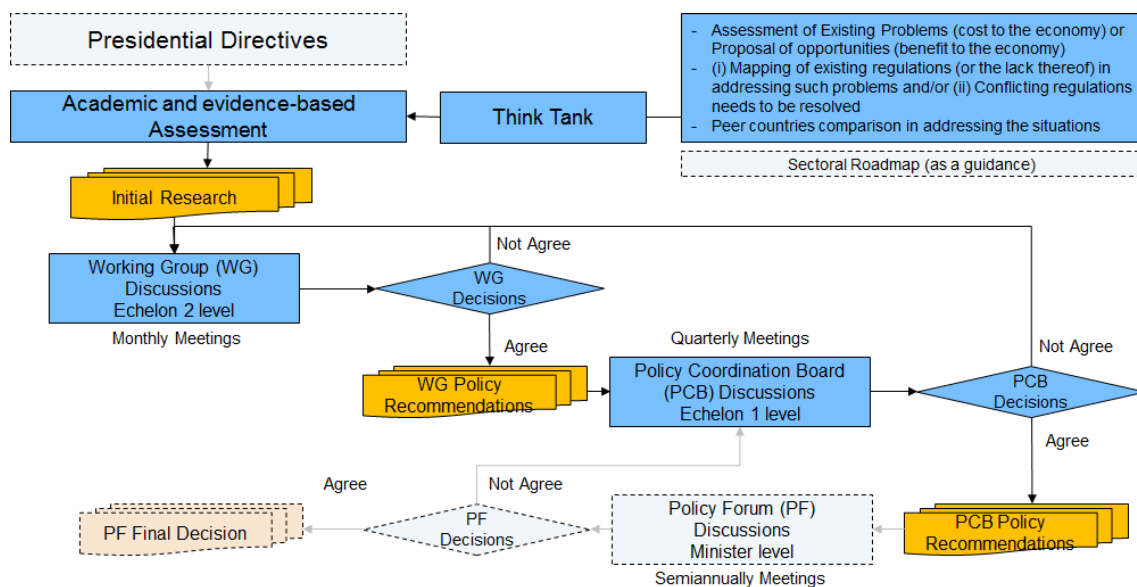 Presidential Directives
- Assessment of Existing Problems (cost to the economy) or
Proposal of opportunities (benefit to the economy)
- (i) Mapping of existing regulations (or the lack thereof) in
addressing such problems and/or (ii) Conflicting regulations
needs to be resolved
- Peer countries comparison in addressing the situations
Academic and evidence-based
Assessment
Think Tank
Sectoral Roadmap (as a guidance)
Initial Research
Not Agree
Working Group (WG)
Discussions
Echelon 2 level
WG
Decisions
Monthly Meetings
Agree
Quarterly Meetings
Not Agree
WG Policy
Recommendations
Policy Coordination Board
(PCB) Discussions
Echelon 1 level
PCB
Decisions
Agree
Agree
Not Agree
PF Final Decision
PF
Decisions
Policy Forum (PF)
Discussions
Minister level
PCB Policy
Recommendations
Semiannually Meetings